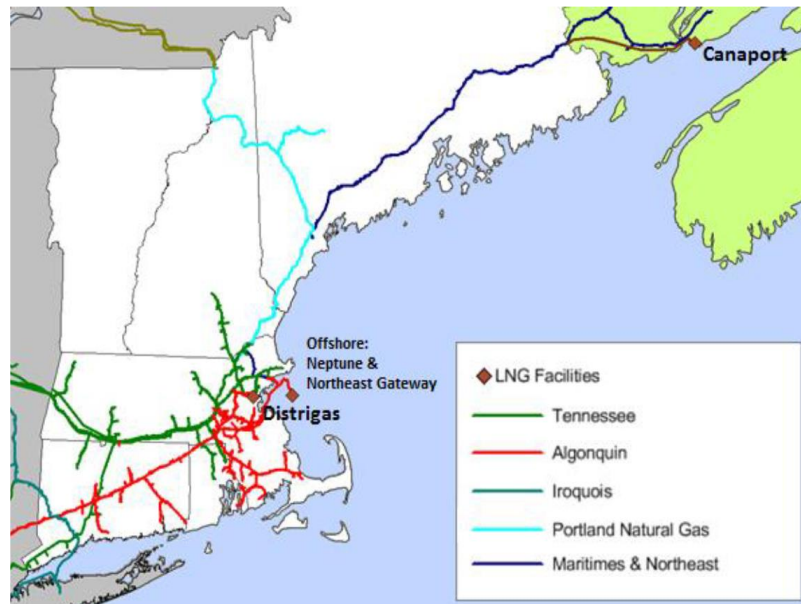 Canaport
Offshore:
Neptune &
Northeast Gateway
Distrigas
LNG Facilities
Tennessee
Algonquin
Iroquois
Portland Natural Gas
Maritimes & Northeast